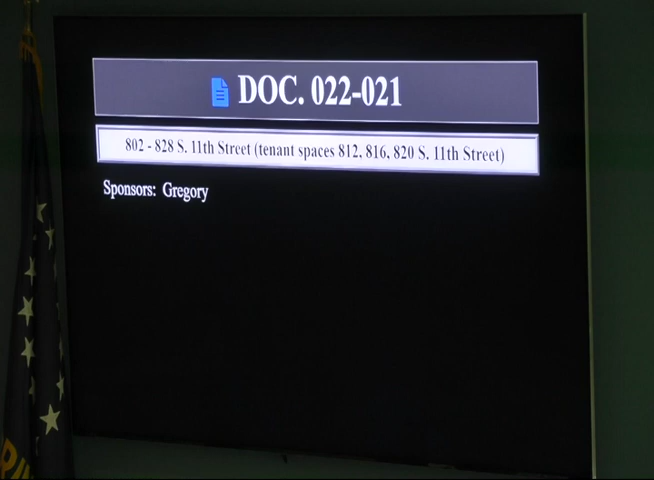 DOC. 022-021
802 - 828 S. 11th Street (tenant spaces 812, 816, 820 S. 11th Street)
Sponsors: Gregory